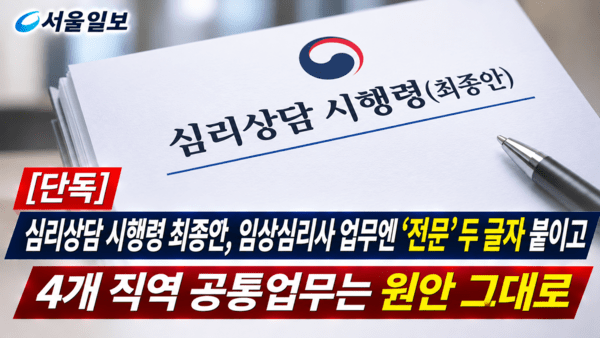 서울일보
심리상담 시행령(최종안)
[단독]
심리상담 시행령 최종안, 임상심리사 업무엔 ‘전문’ 두 글자 붙이고
4개 직역 공통업무는 원안 그대로